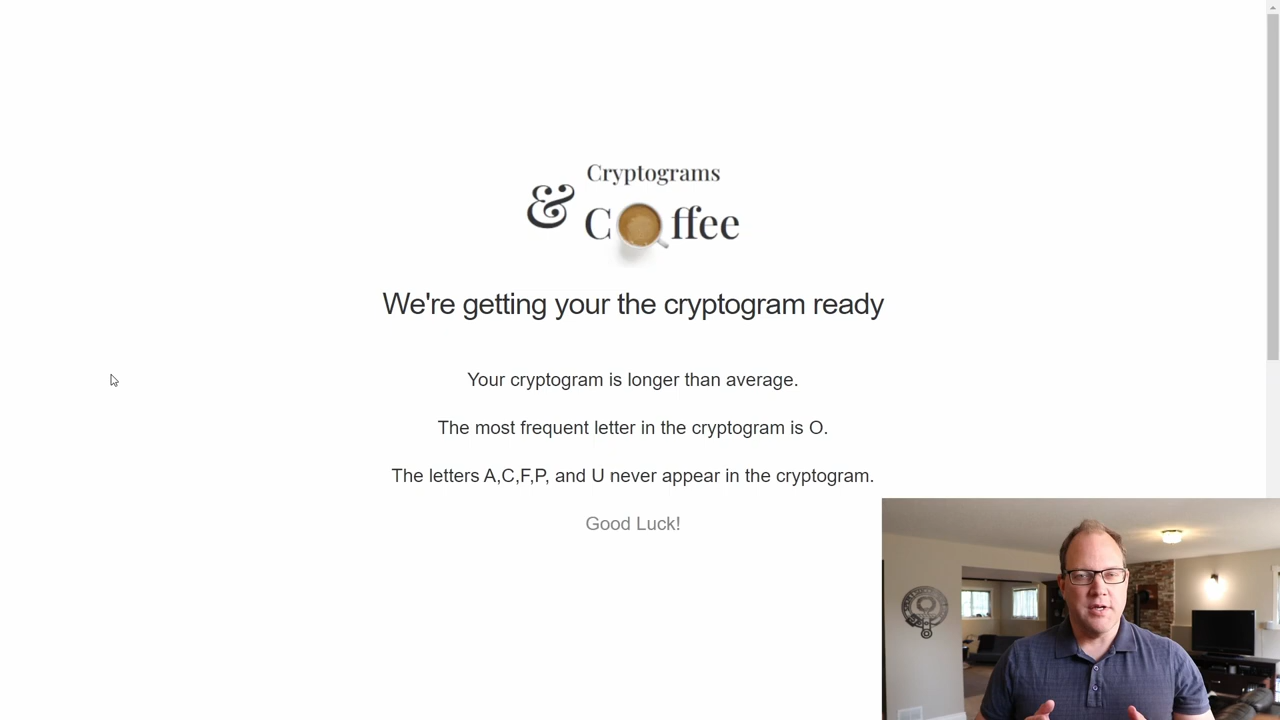 Cryptograms
& Coffee
We're getting your the cryptogram ready
Your cryptogram is longer than average.
The most frequent letter in the cryptogram is O.
The letters A,C,F,P, and U never appear in the cryptogram.
Good Luck!